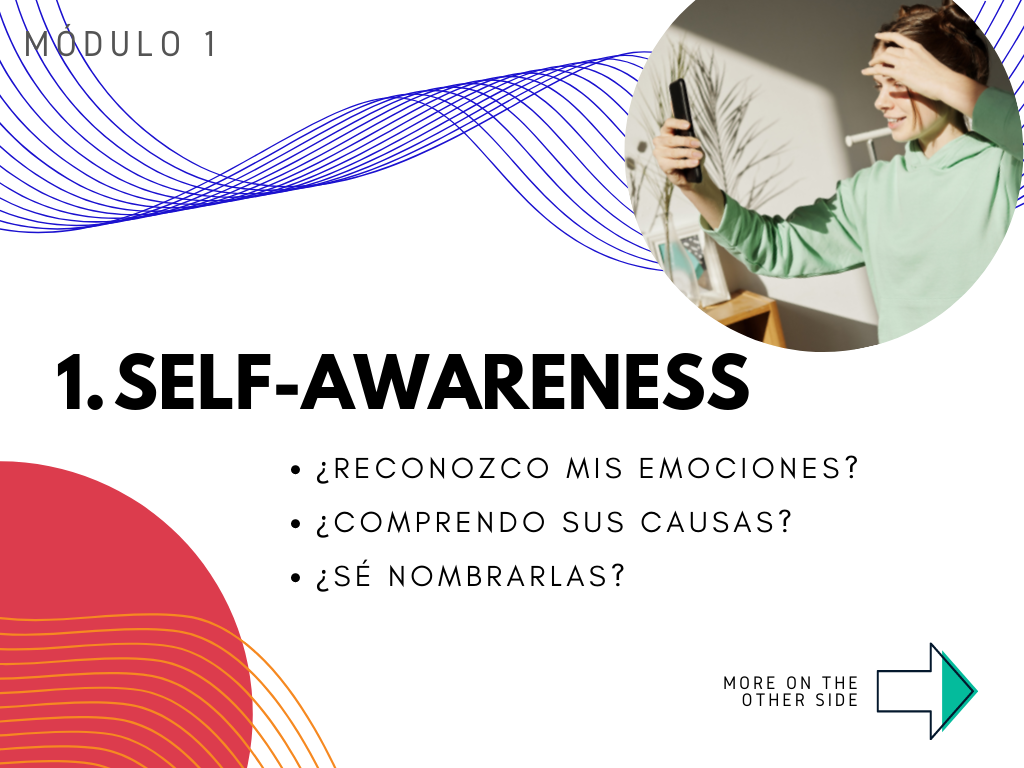 MÓDULO 1
1. SELF-AWARENESS
• ¿RECONOZCO MIS EMOCIONES?
• ¿COMPRENDO SUS CAUSAS?
• ¿SÉ NOMBRARLAS?
MORE ON THE
OTHER SIDE